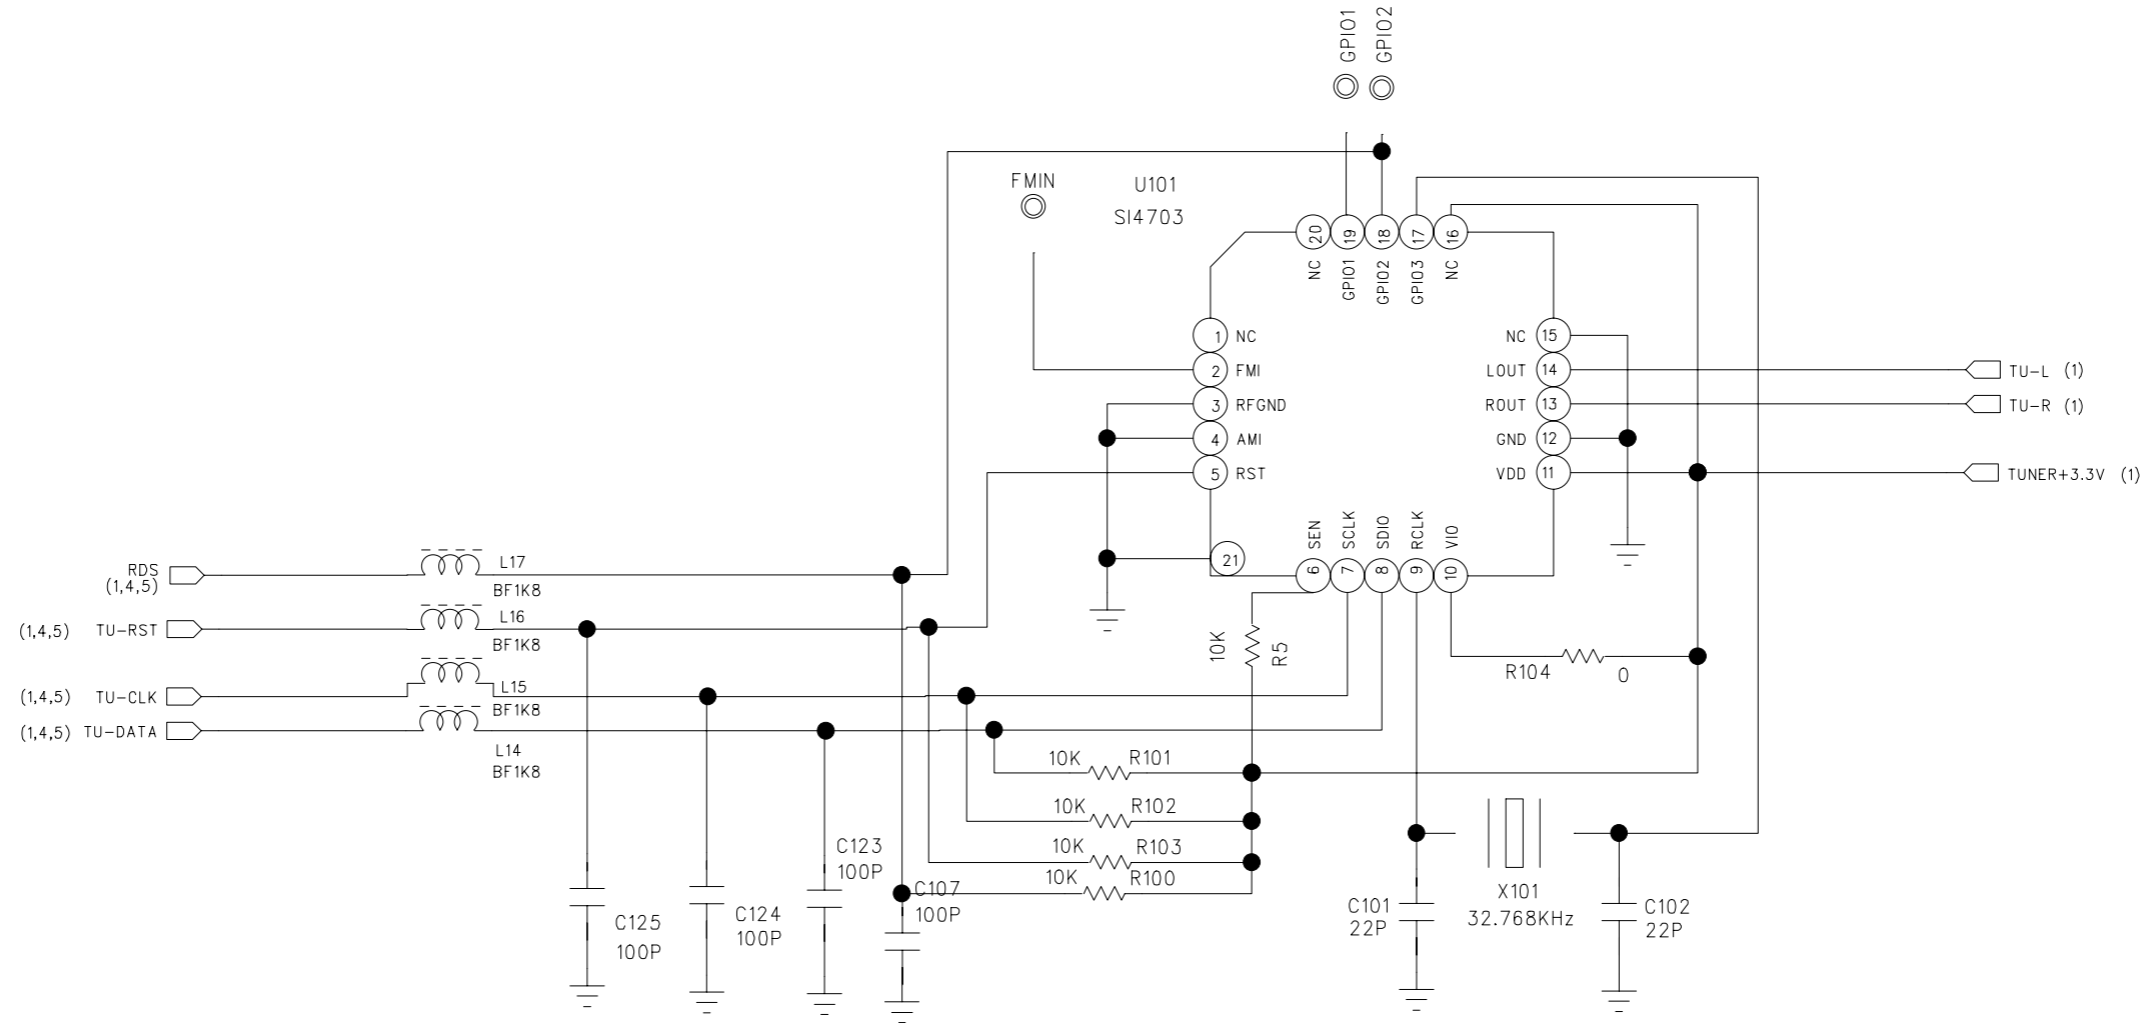 GPIO1
GPIO2
FMIN
U101
SI4703
20
19
18
17
16
NC
GPIO1
GPIO2
GPIO3
NC
1 NC
2 FMI
3 RFGND
4 AMI
5 RST
21
NC 15
LOUT 14
ROUT 13
GND 12
VDD 11
TU-L (1)
TU-R (1)
TUNER+3.3V (1)
SEN
SCLK
SDIO
RCLK
VIO
6
7
8
9
10
RDS
(1,4,5)
L17
BF1K8
(1,4,5) TU-RST
L16
BF1K8
(1,4,5) TU-CLK
L15
BF1K8
(1,4,5) TU-DATA
L14
BF1K8
10K
R5
R104
0
10K R101
10K R102
10K R103
10K R100
C123
100P
C107
100P
C125
100P
C124
100P
C101
22P
X101
32.768KHz
C102
22P